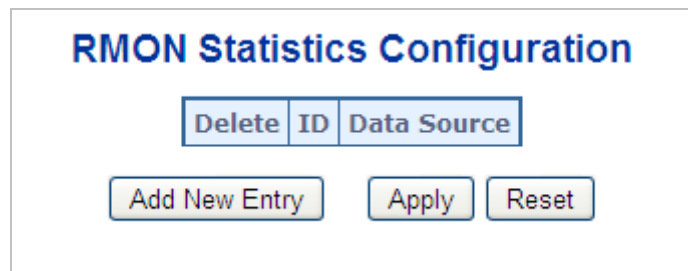 RMON Statistics Configuration
Delete ID Data Source
Add New Entry Apply Reset